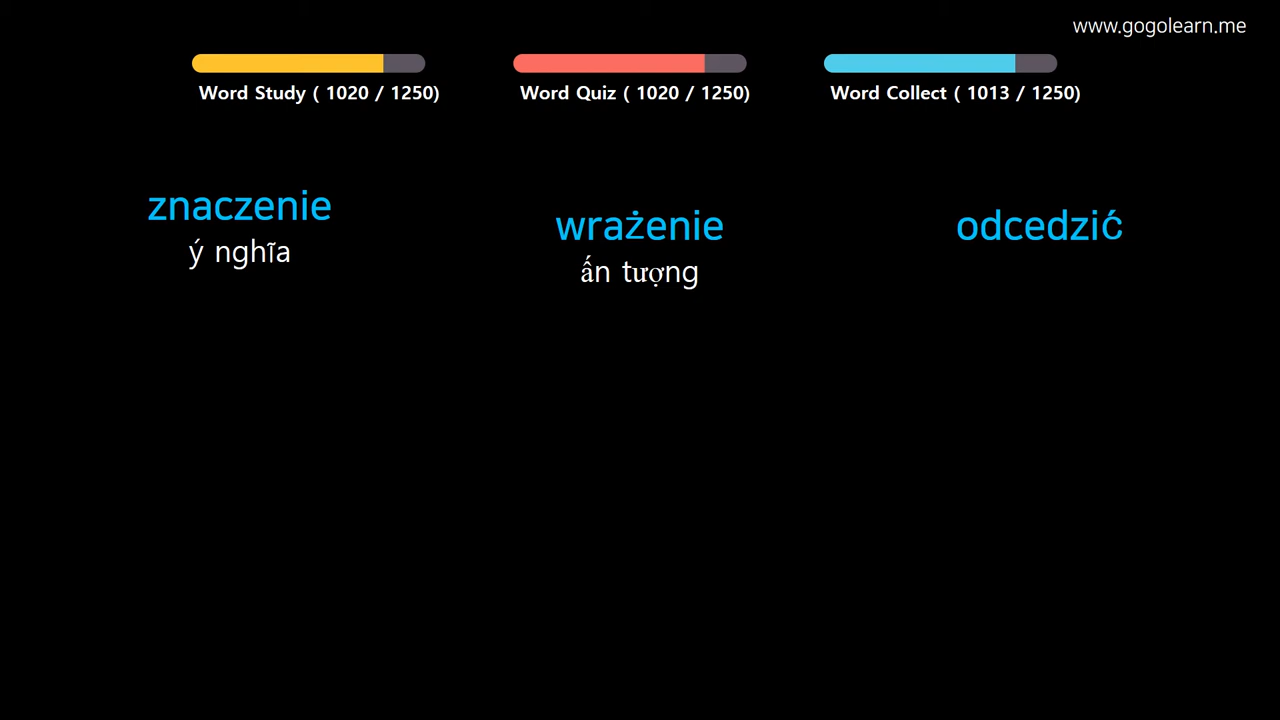 www.gogolearn.me
Word Study ( 1020 / 1250)
Word Quiz ( 1020 / 1250)
Word Collect ( 1013 / 1250)
znaczenie
ý nghĩa
wrażenie
ấn tượng
odcedzić